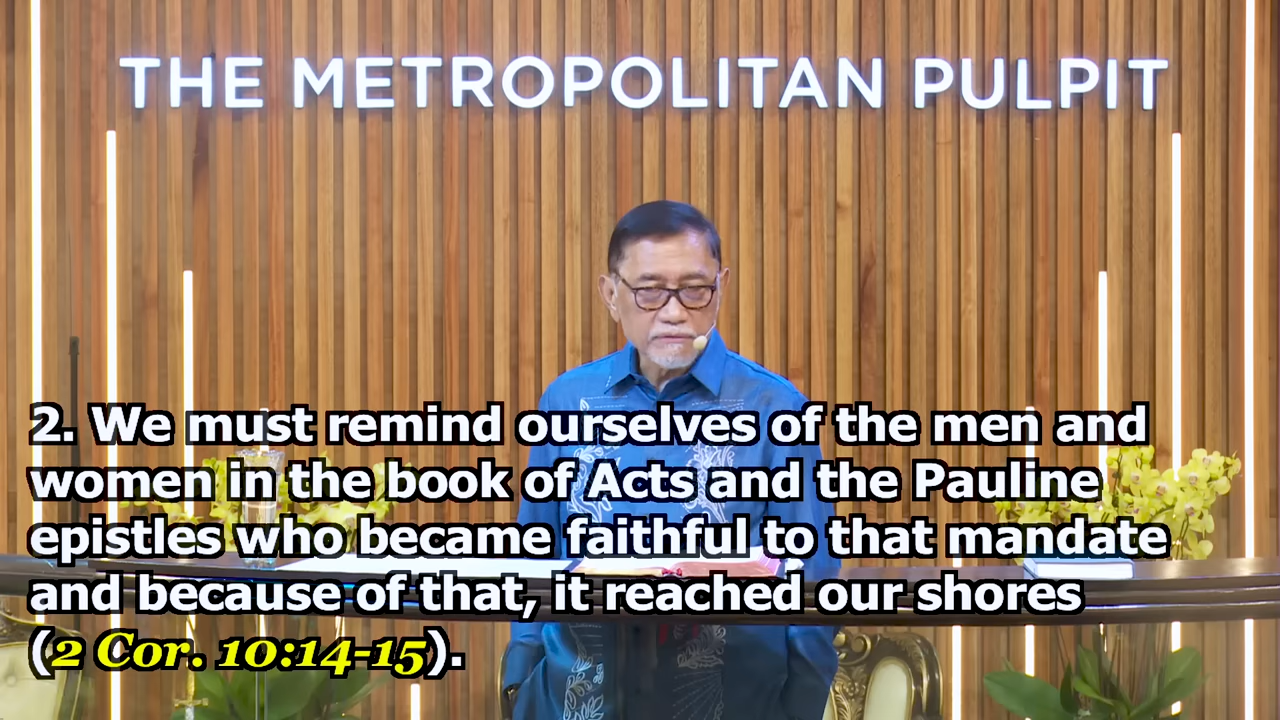 THE METROPOLITAN PULPIT
2. We must remind ourselves of the men and
women in the book of Acts and the Pauline
epistles who became faithful to that mandate
and because of that, it reached our shores
(2 Cor. 10:14-15).